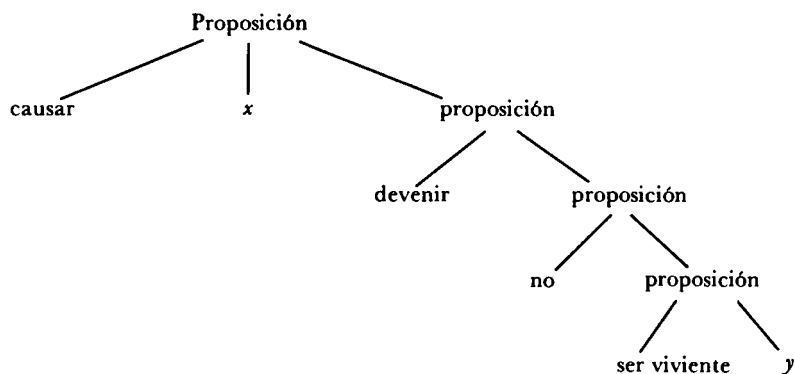 Proposición
causar x proposición
devenir proposición
no proposición
ser viviente y